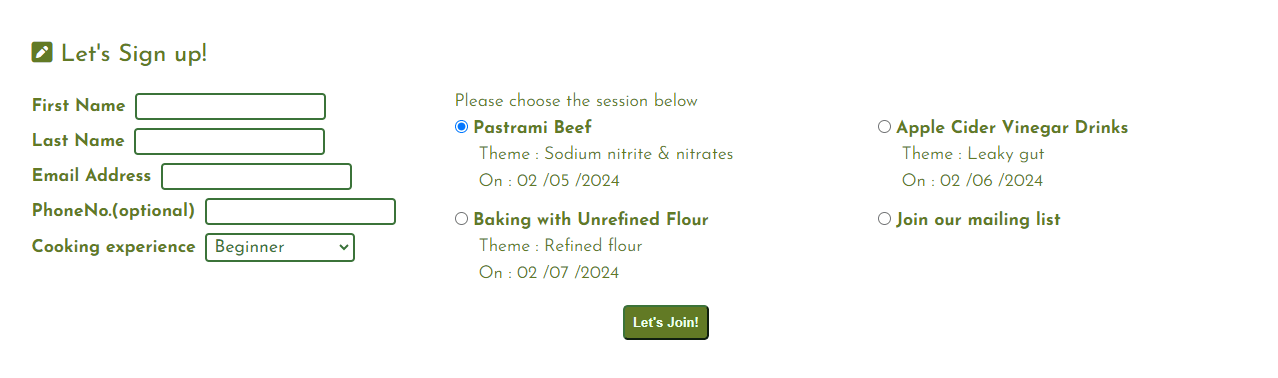 Let's Sign up!
First Name
Last Name
Email Address
PhoneNo.(optional)
Cooking experience Beginner
Please choose the session below
Pastrami Beef
Theme : Sodium nitrite & nitrates
On : 02 /05 /2024
Apple Cider Vinegar Drinks
Theme : Leaky gut
On : 02 /06 /2024
Baking with Unrefined Flour
Theme : Refined flour
On : 02 /07 /2024
Join our mailing list
Let's Join!